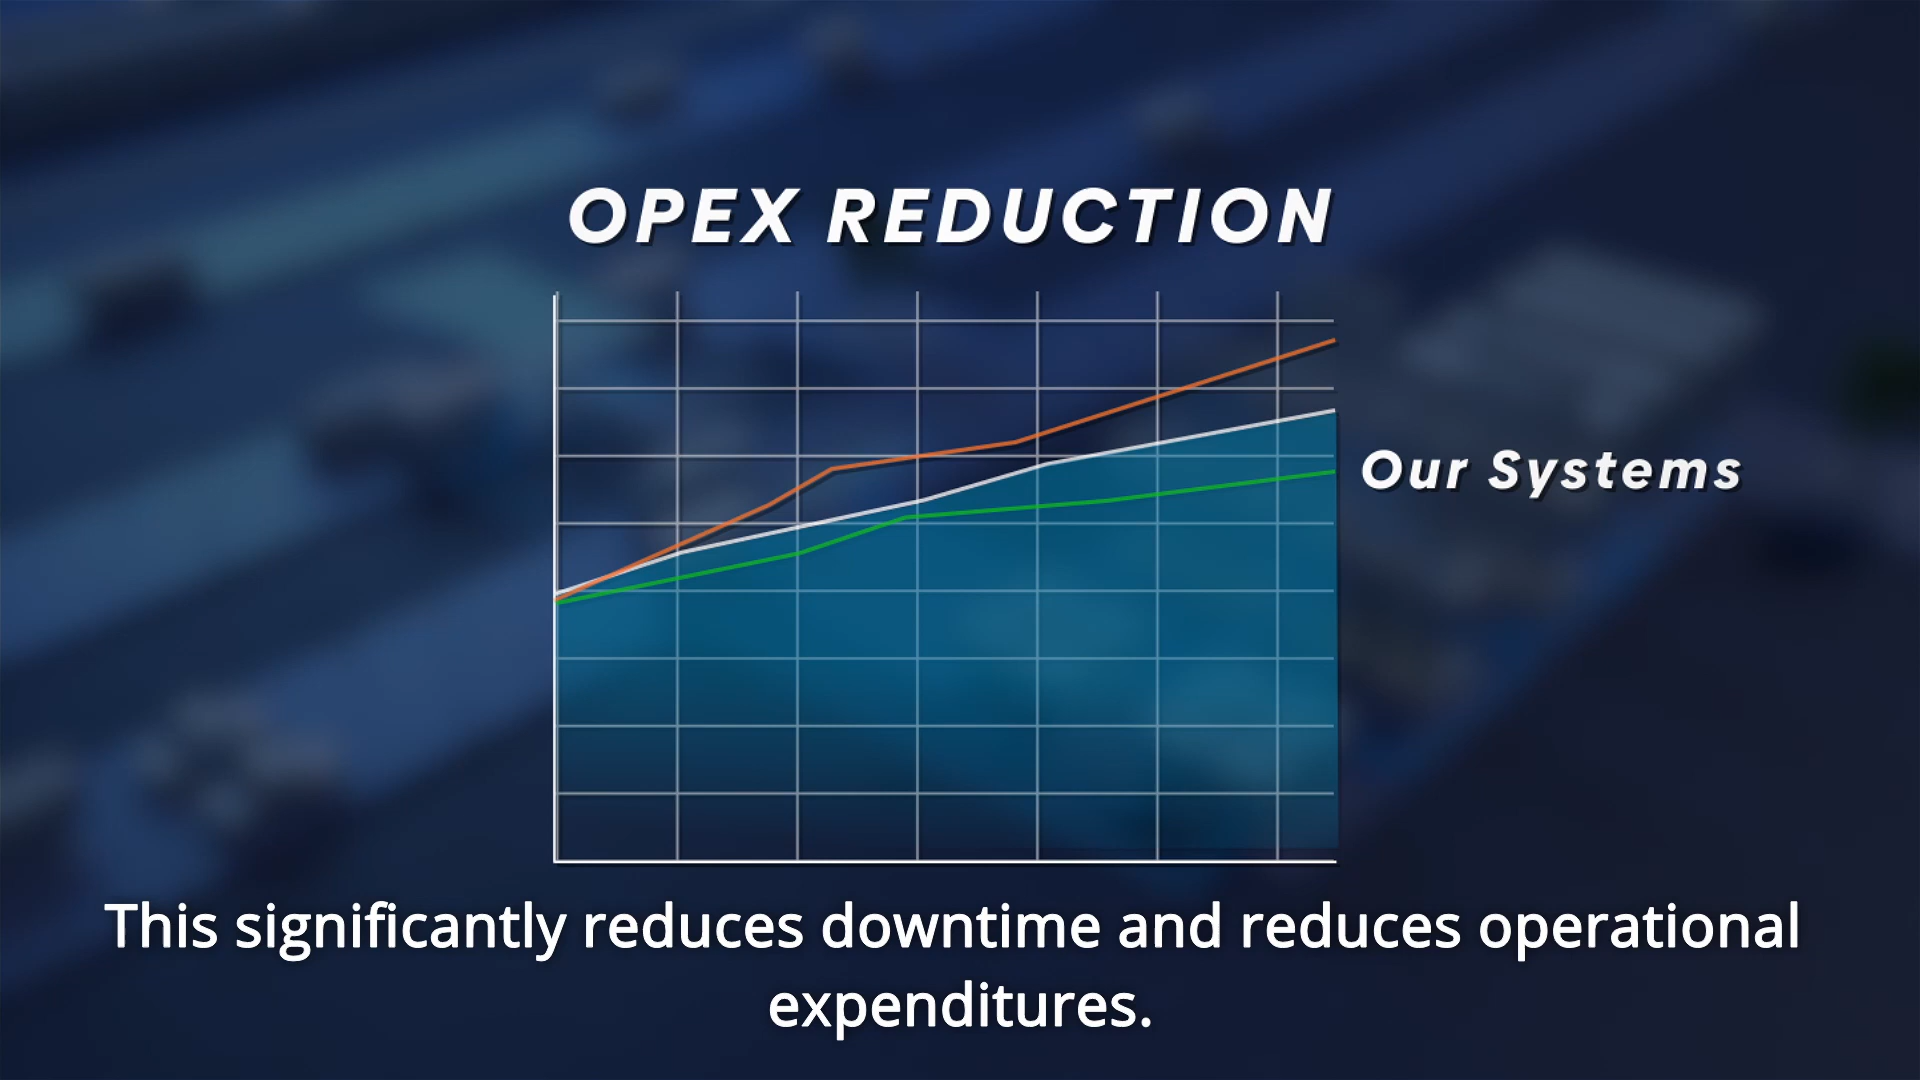 OPEX REDUCTION
Our Systems
This significantly reduces downtime and reduces operational
expenditures.